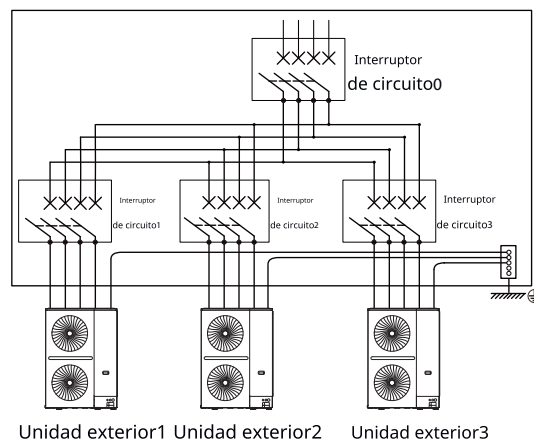 Interruptor
de circuito0
Interruptor
de circuito1
Interruptor
de circuito2
Interruptor
de circuito3
Unidad exterior1
Unidad exterior2
Unidad exterior3